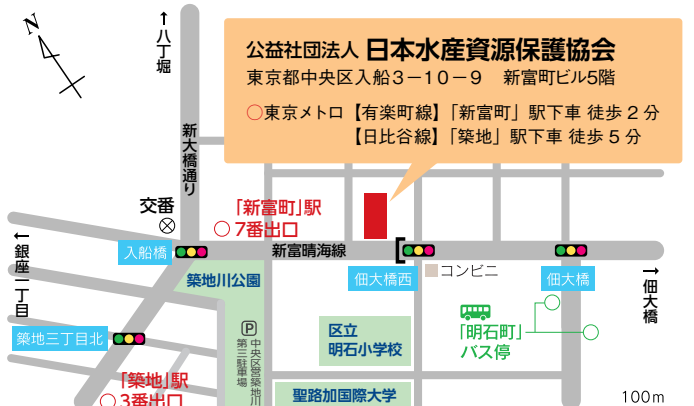 N
↑八丁堀
公益社団法人 日本水産資源保護協会
東京都中央区入船3-10-9 新富町ビル5階
○東京メトロ【有楽町線】「新富町」駅下車 徒歩2分
【日比谷線】「築地」駅下車 徒歩5分
新大橋通り
交番
「新富町」駅
7番出口
入船橋
新富晴海線
←銀座一丁目
築地川公園
佃大橋西
コンビニ
佃大橋
→佃大橋
築地三丁目北
P
中央区営築地川
第三駐車場
区立
明石小学校
「明石町」
バス停
「築地」駅
3番出口
聖路加国際大学
100m